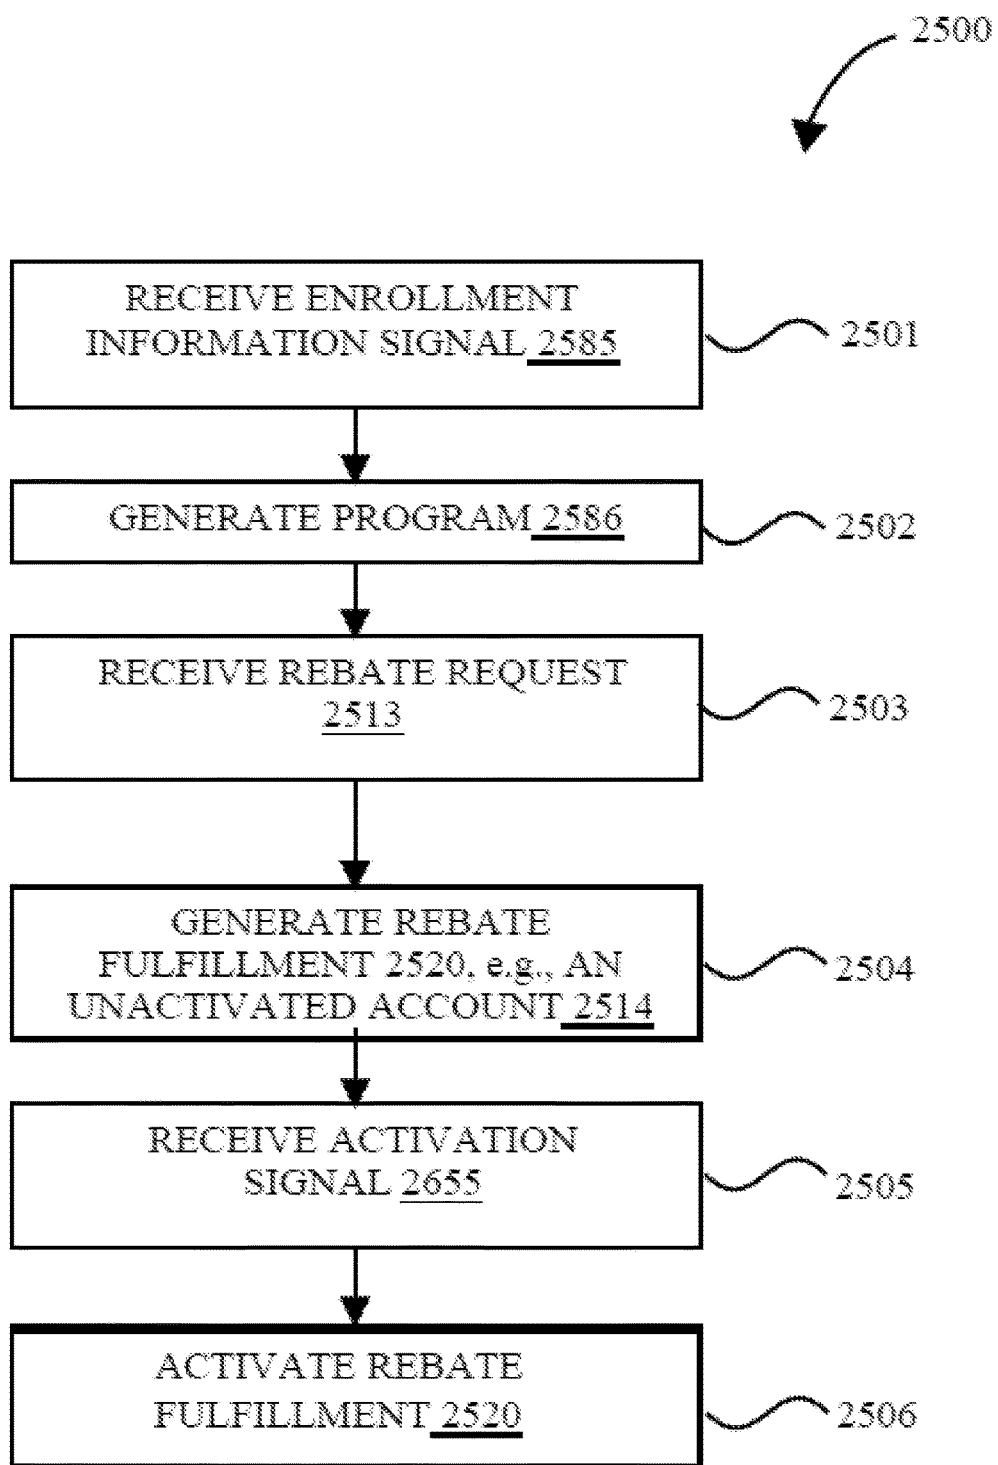 2500
RECEIVE ENROLLMENT
INFORMATION SIGNAL 2585
2501
GENERATE PROGRAM 2586
2502
RECEIVE REBATE REQUEST
2513
2503
GENERATE REBATE
FULFILLMENT 2520, e.g., AN
UNACTIVATED ACCOUNT 2514
2504
RECEIVE ACTIVATION
SIGNAL 2655
2505
ACTIVATE REBATE
FULFILLMENT 2520
2506